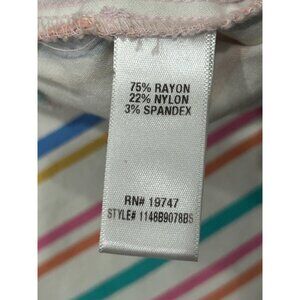 75% RAYON
22% NYLON
3% SPANDEX
RN# 19747
STYLE# 1148B9078BS